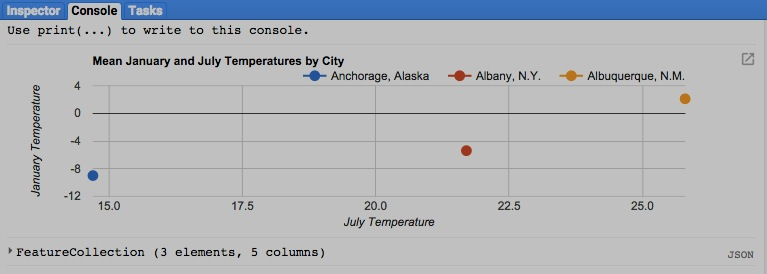 Inspector Console Tasks
Use print(...) to write to this console.
Mean January and July Temperatures by City
Anchorage, Alaska Albany, N.Y. Albuquerque, N.M.
January Temperature
4
0
-4
-8
-12
15.0 17.5 20.0 22.5 25.0
July Temperature
FeatureCollection (3 elements, 5 columns) JSON